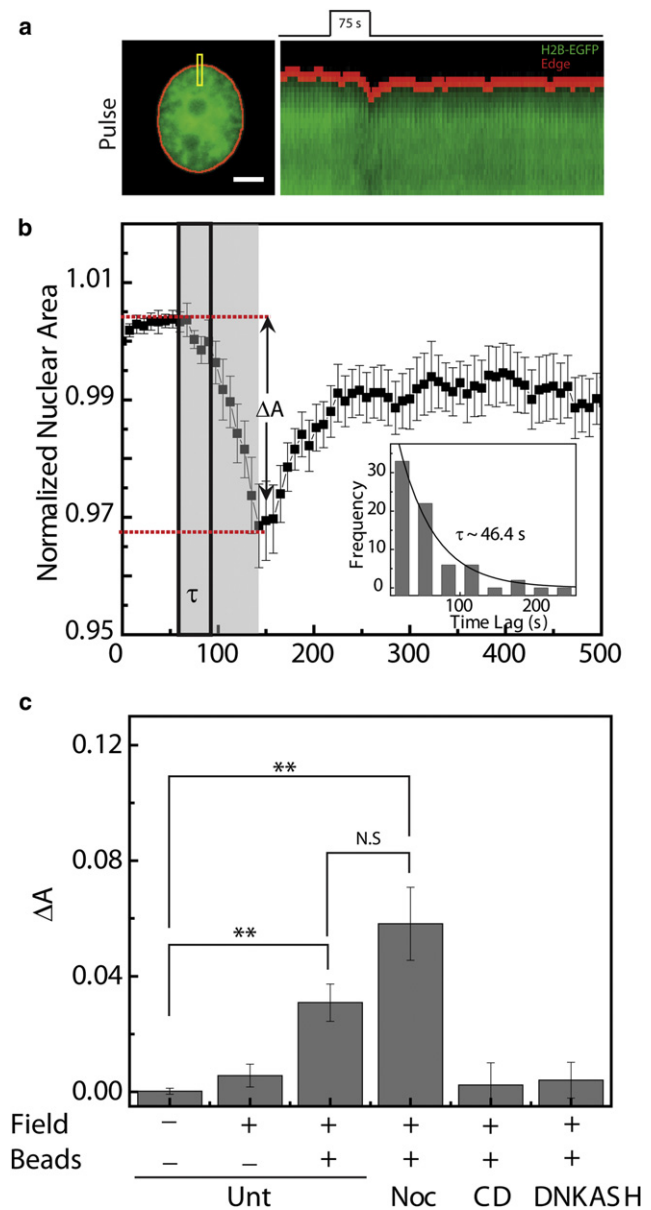 a
75 s
H2B-EGFP
Edge
Pulse
b
Normalized Nuclear Area
1.01
0.99
0.97
0.95
ΔA
τ
0 100 200 300 400 500
Frequency
30
20
10
0
τ ~ 46.4 s
100 200
Time Lag (s)
c
ΔA
0.12
0.08
0.04
0.00
**
N.S
**
Field − + + + + +
Beads − − + + + +
Unt Noc CD DNKASH